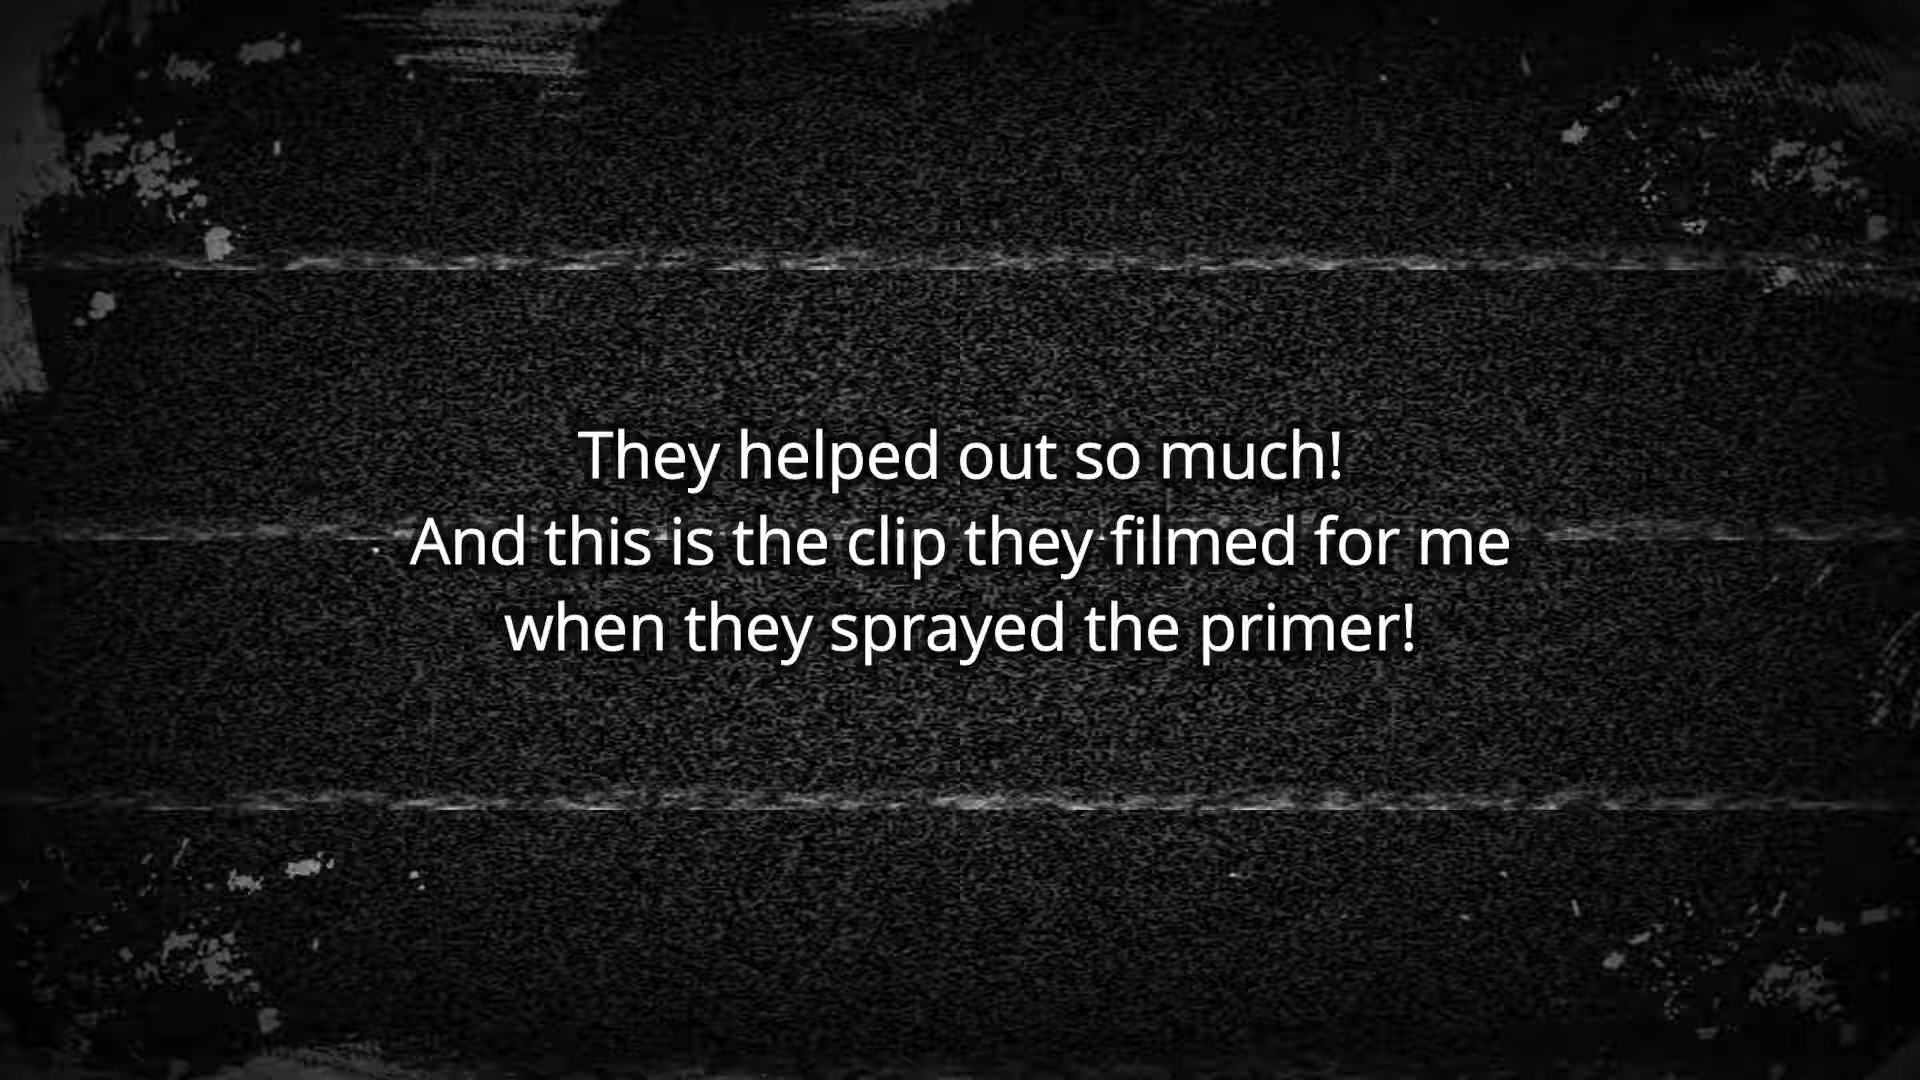 They helped out so much!
And this is the clip they filmed for me
when they sprayed the primer!